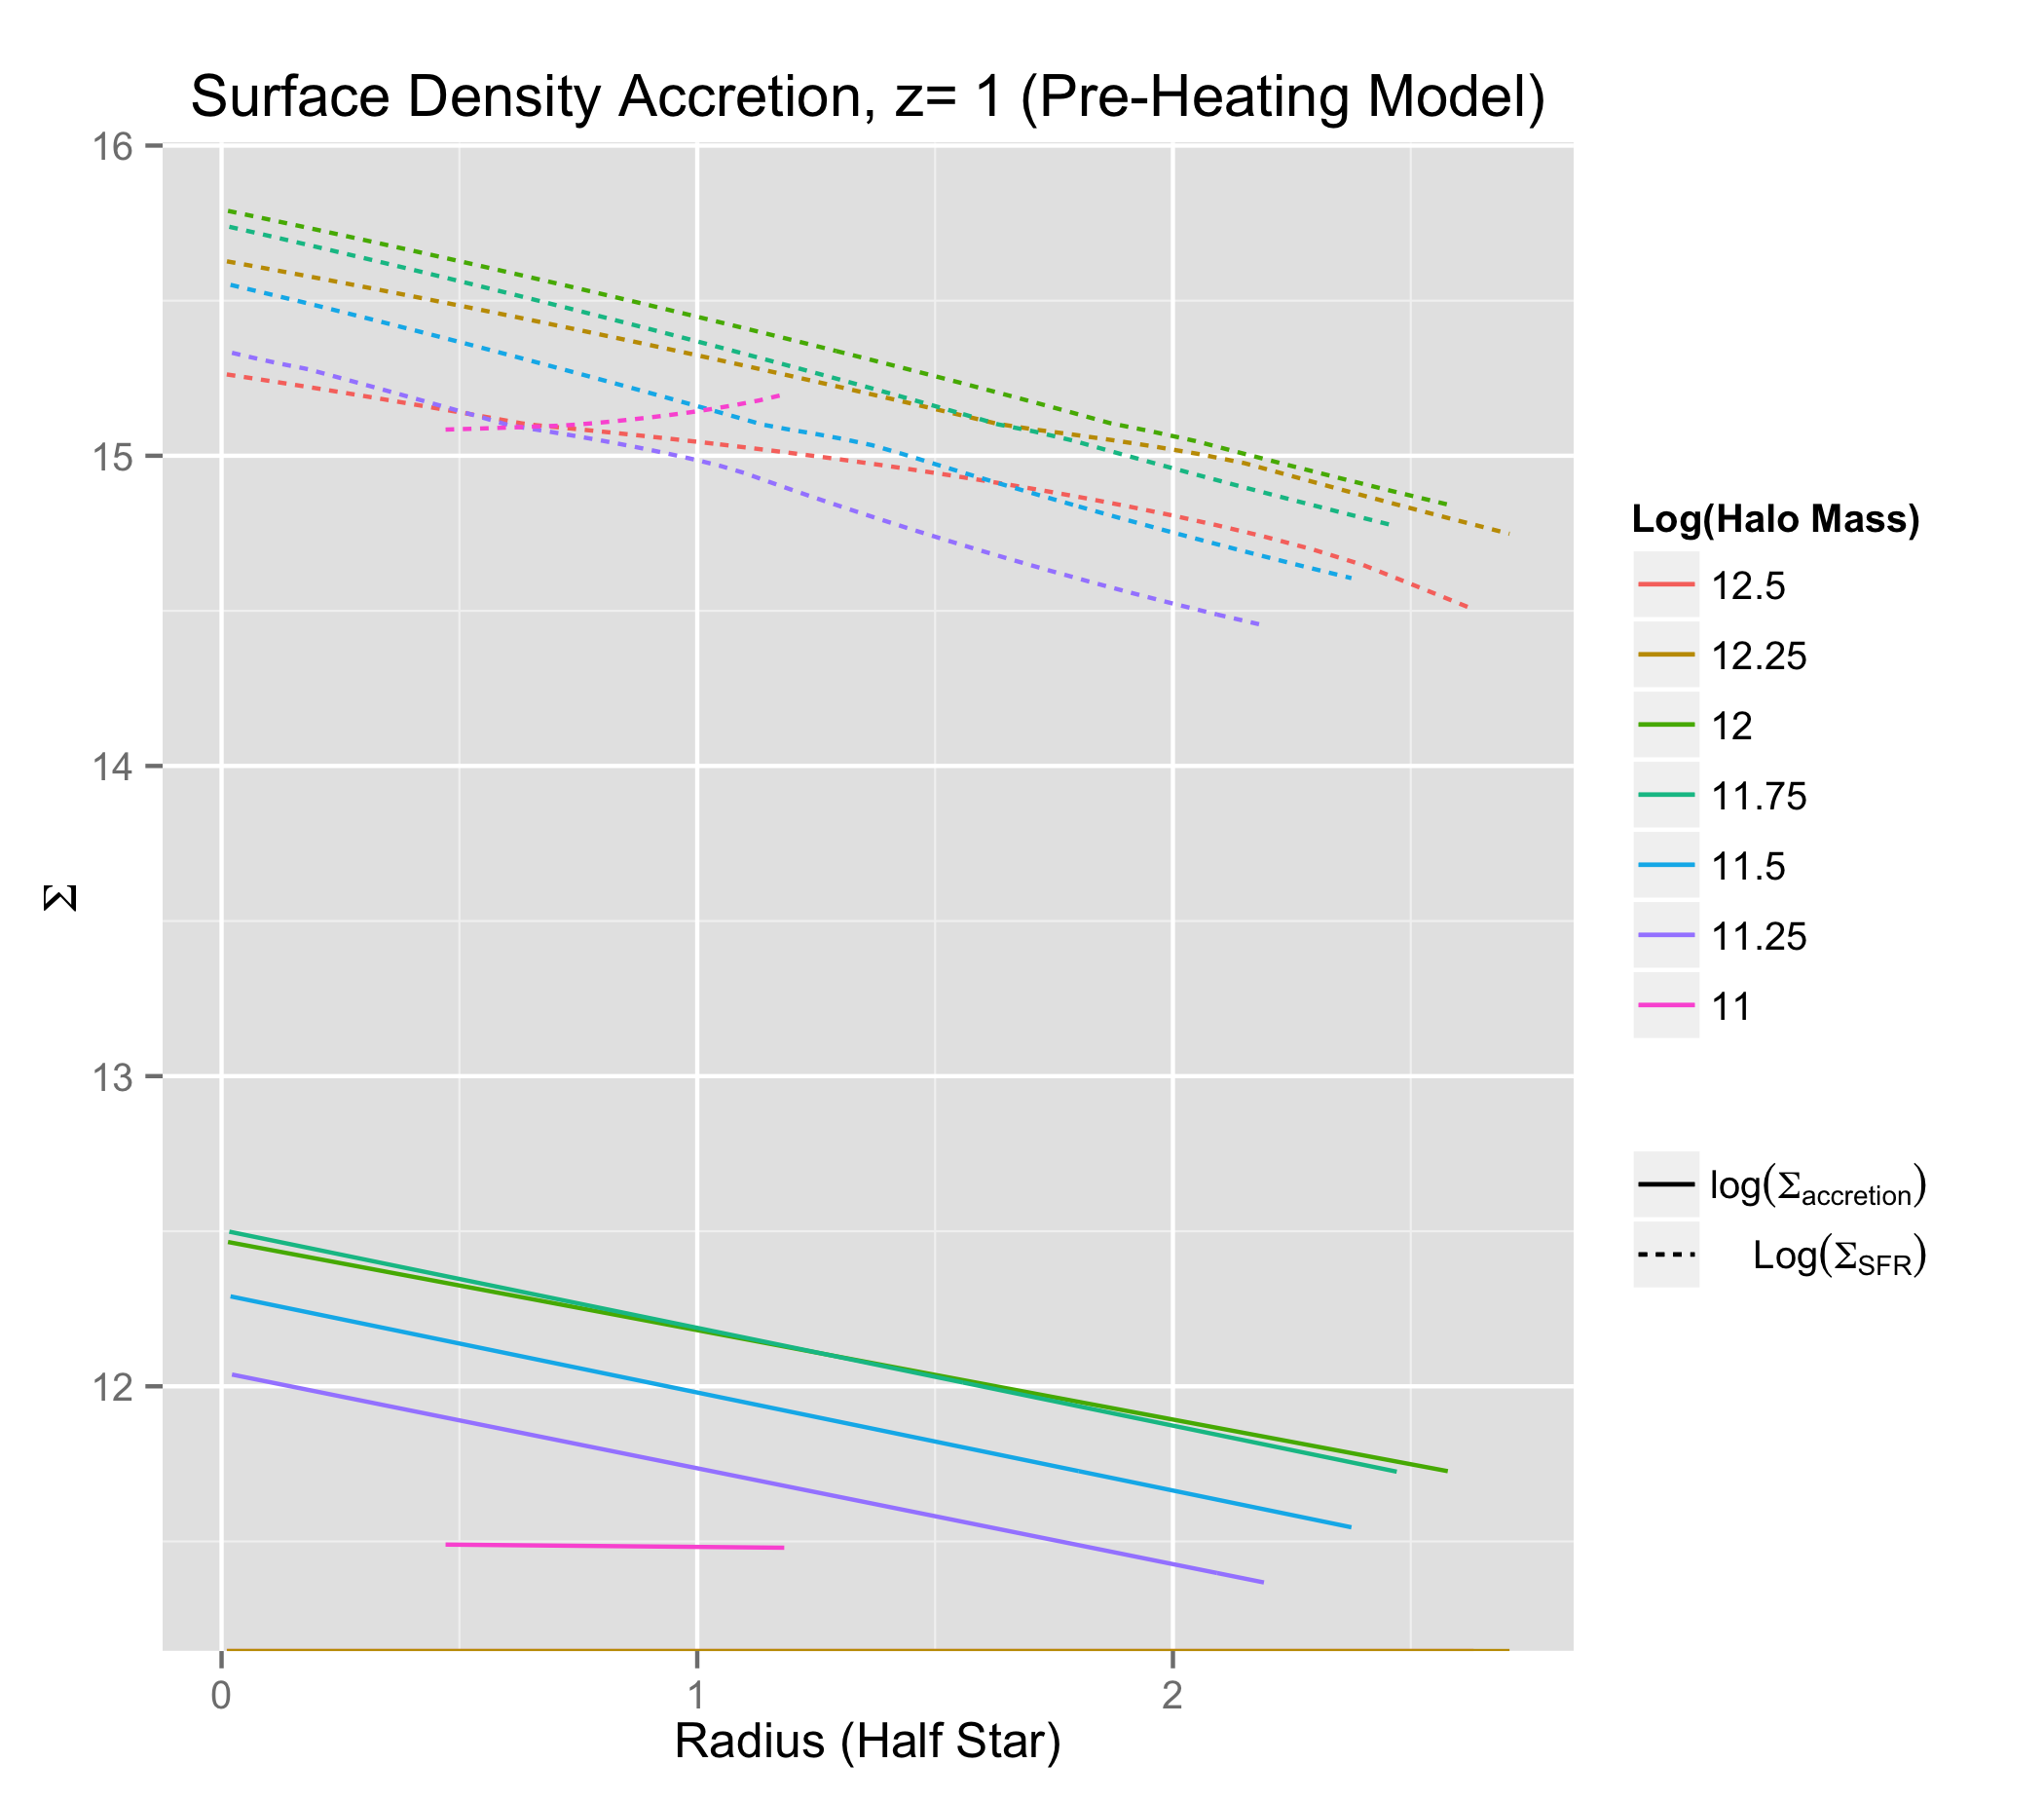 Surface Density Accretion, z= 1 (Pre-Heating Model)
16
15
14
13
12
Σ
0 1 2
Radius (Half Star)
Log(Halo Mass)
12.5
12.25
12
11.75
11.5
11.25
11
log(Σaccretion)
Log(ΣSFR)